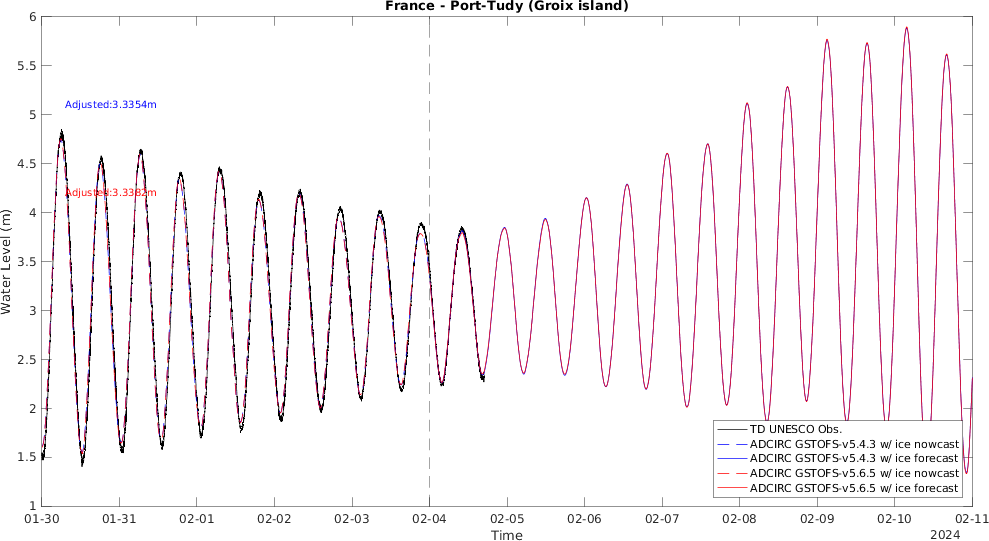 France - Port-Tudy (Groix island)
6
5.5
5
4.5
4
3.5
3
2.5
2
1.5
1
Water Level (m)
Adjusted:3.3354m
Adjusted:3.3382m
TD UNESCO Obs.
ADCIRC GSTOFS-v5.4.3 w/ ice nowcast
ADCIRC GSTOFS-v5.4.3 w/ ice forecast
ADCIRC GSTOFS-v5.6.5 w/ ice nowcast
ADCIRC GSTOFS-v5.6.5 w/ ice forecast
01-30 01-31 02-01 02-02 02-03 02-04 02-05 02-06 02-07 02-08 02-09 02-10 02-11
Time
2024